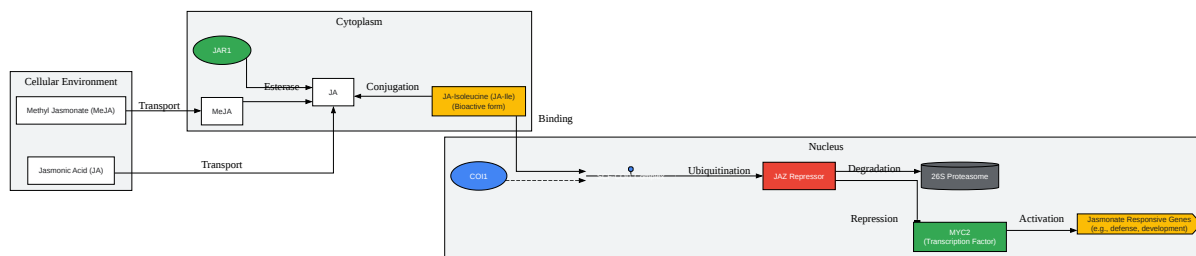 Cytoplasm
JAR1
Cellular Environment
Esterase
JA
Conjugation
JA-Isoleucine (JA-Ile)
(Bioactive form)
Methyl Jasmonate (MeJA)
Transport
MeJA
Binding
Nucleus
Jasmonic Acid (JA)
Transport
COI1
Ubiquitination
JAZ Repressor
Degradation
26S Proteasome
Repression
MYC2
(Transcription Factor)
Activation
Jasmonate Responsive Genes
(e.g., defense, development)